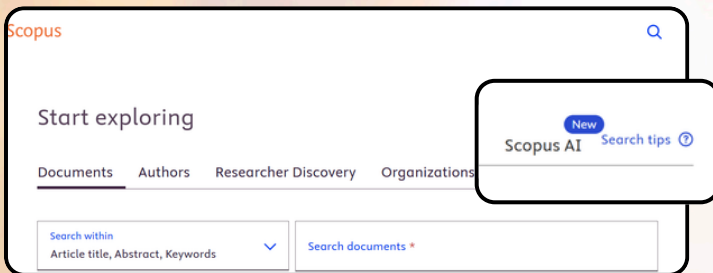 Scopus
Start exploring
New
Scopus AI Search tips ?
Documents Authors Researcher Discovery Organizations
Search within
Article title, Abstract, Keywords
Search documents *